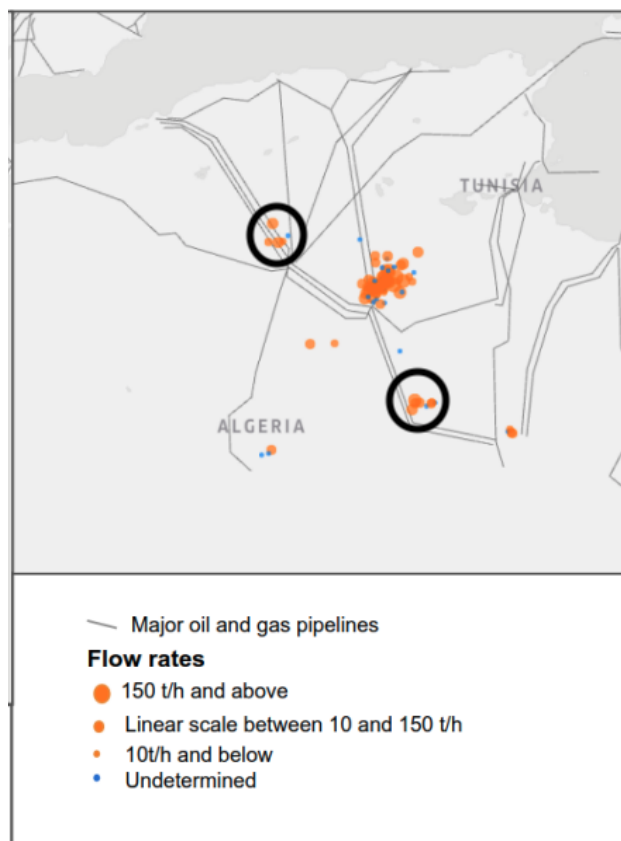 TUNISIA
ALGERIA
Major oil and gas pipelines
Flow rates
150 t/h and above
Linear scale between 10 and 150 t/h
10t/h and below
Undetermined